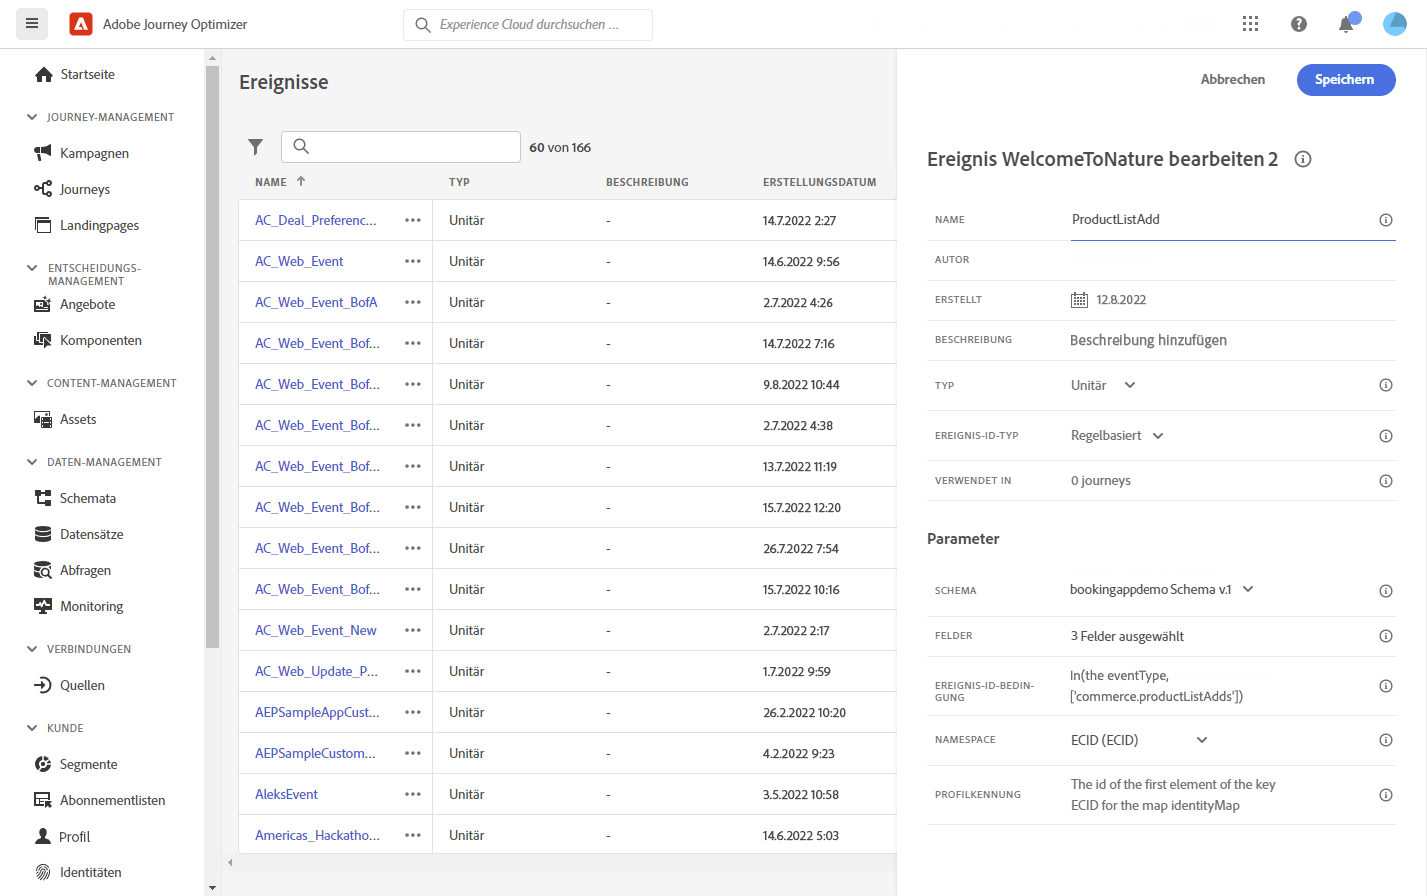 Adobe Journey Optimizer
Experience Cloud durchsuchen ...
Startseite
JOURNEY-MANAGEMENT
Kampagnen
Journeys
Landingpages
ENTSCHEIDUNGS-
MANAGEMENT
Angebote
Komponenten
CONTENT-MANAGEMENT
Assets
DATEN-MANAGEMENT
Schemata
Datensätze
Abfragen
Monitoring
VERBINDUNGEN
Quellen
KUNDE
Segmente
Abonnementlisten
Profil
Identitäten
Ereignisse
60 von 166
NAME TYP BESCHREIBUNG ERSTELLUNGSDATUM
AC_Deal_Preferenc... Unitär - 14.7.2022 2:27
AC_Web_Event Unitär - 14.6.2022 9:56
AC_Web_Event_BofA Unitär - 2.7.2022 4:26
AC_Web_Event_Bof... Unitär - 14.7.2022 7:16
AC_Web_Event_Bof... Unitär - 9.8.2022 10:44
AC_Web_Event_Bof... Unitär - 2.7.2022 4:38
AC_Web_Event_Bof... Unitär - 13.7.2022 11:19
AC_Web_Event_Bof... Unitär - 15.7.2022 12:20
AC_Web_Event_Bof... Unitär - 26.7.2022 7:54
AC_Web_Event_Bof... Unitär - 15.7.2022 10:16
AC_Web_Event_New Unitär - 2.7.2022 2:17
AC_Web_Update_P... Unitär - 1.7.2022 9:59
AEPSampleAppCust... Unitär - 26.2.2022 10:20
AEPSampleCustom... Unitär - 4.2.2022 9:23
AleksEvent Unitär - 3.5.2022 10:58
Americas_Hackatho... Unitär - 14.6.2022 5:03
Abbrechen Speichern
Ereignis WelcomeToNature bearbeiten 2
NAME ProductListAdd
AUTOR
ERSTELLT 12.8.2022
BESCHREIBUNG Beschreibung hinzufügen
TYP Unitär
EREIGNIS-ID-TYP Regelbasiert
VERWENDET IN 0 journeys
Parameter
SCHEMA bookingappdemo Schema v.1
FELDER 3 Felder ausgewählt
EREIGNIS-ID-BEDIN-
GUNG
In(the eventType,
['commerce.productListAdds'])
NAMESPACE ECID (ECID)
PROFILKENNUNG
The id of the first element of the key
ECID for the map identityMap